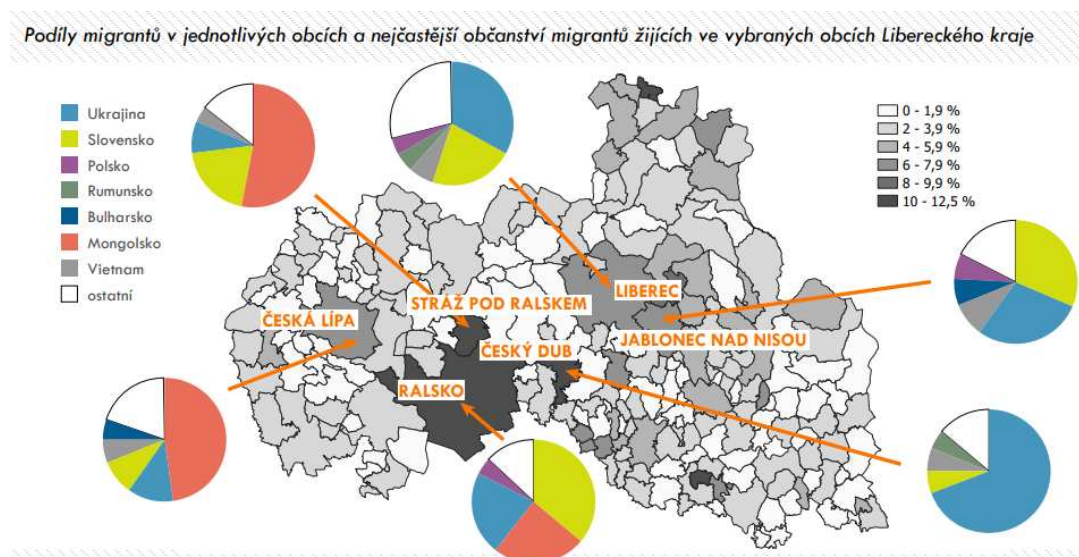 Podíly migrantů v jednotlivých obcích a nejčastější občanství migrantů žijících ve vybraných obcích Libereckého kraje
Ukrajina
Slovensko
Polsko
Rumunsko
Bulharsko
Mongolsko
Vietnam
ostatní
0 - 1,9 %
2 - 3,9 %
4 - 5,9 %
6 - 7,9 %
8 - 9,9 %
10 - 12,5 %
LIBEREC
STRÁŽ POD RALSKEM
ČESKÁ LÍPA
JABLONEC NAD NISOU
ČESKÝ DUB
RALSKO